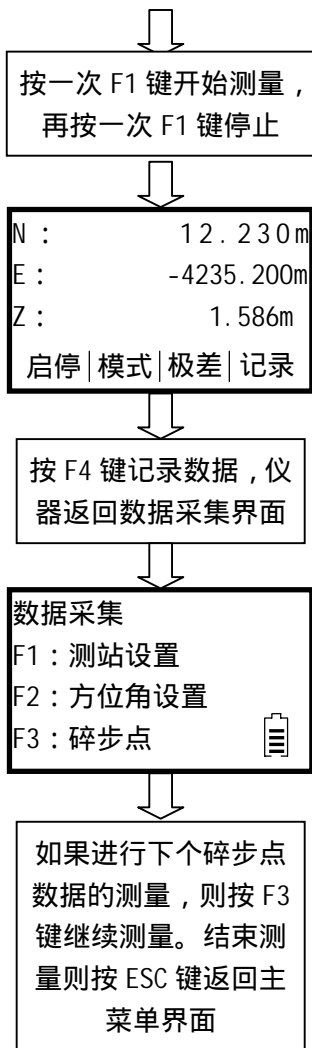 按一次 F1 键开始测量，
再按一次 F1 键停止
N： 12.230m
E： -4235.200m
Z： 1.586m
启停|模式|极差|记录
按 F4 键记录数据，仪
器返回数据采集界面
数据采集
F1：测站设置
F2：方位角设置
F3：碎步点
如果进行下个碎步点
数据的测量，则按 F3
键继续测量。结束测
量则按 ESC 键返回主
菜单界面